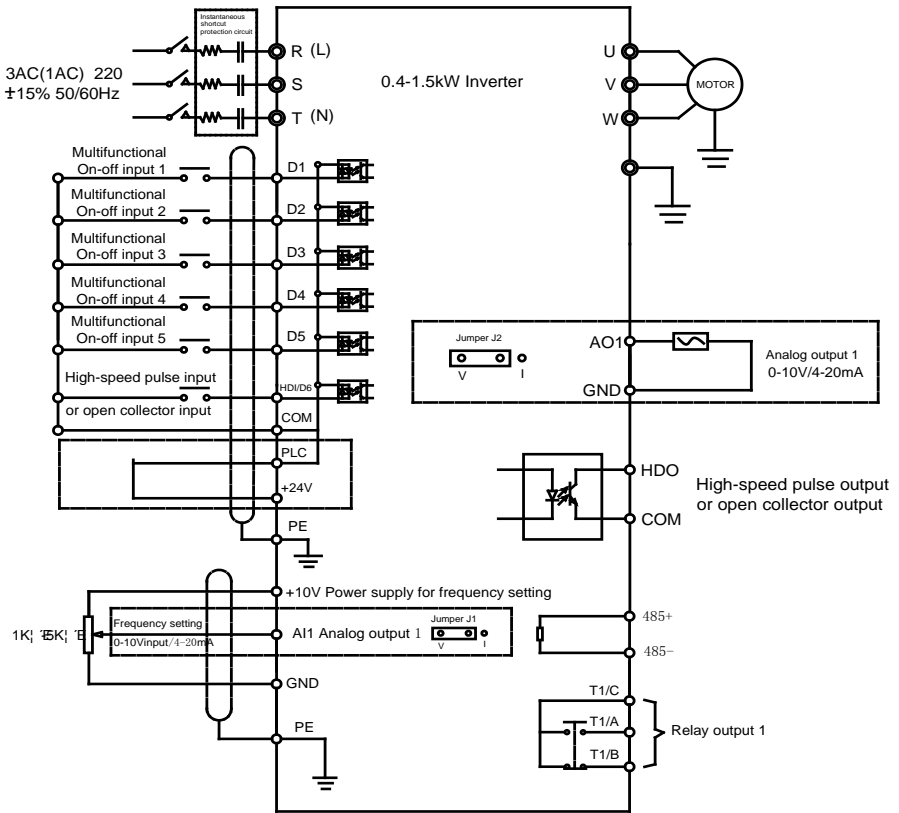 Instantaneous
shortcut
protection circuit
3AC(1AC) 220
±15% 50/60Hz
R (L)
S
T (N)
0.4-1.5kW Inverter
U
V
W
MOTOR
Multifunctional
On-off input 1
D1
Multifunctional
On-off input 2
D2
Multifunctional
On-off input 3
D3
Multifunctional
On-off input 4
D4
Multifunctional
On-off input 5
D5
High-speed pulse input
or open collector input
HDI/D6
COM
PLC
+24V
PE
Jumper J2
V
I
AO1
GND
Analog output 1
0-10V/4-20mA
HDO
COM
High-speed pulse output
or open collector output
+10V Power supply for frequency setting
Frequency setting
0-10Vinput/4-20mA
AI1 Analog output 1
Jumper J1
V
I
GND
PE
485+
485−
T1/C
T1/A
T1/B
Relay output 1